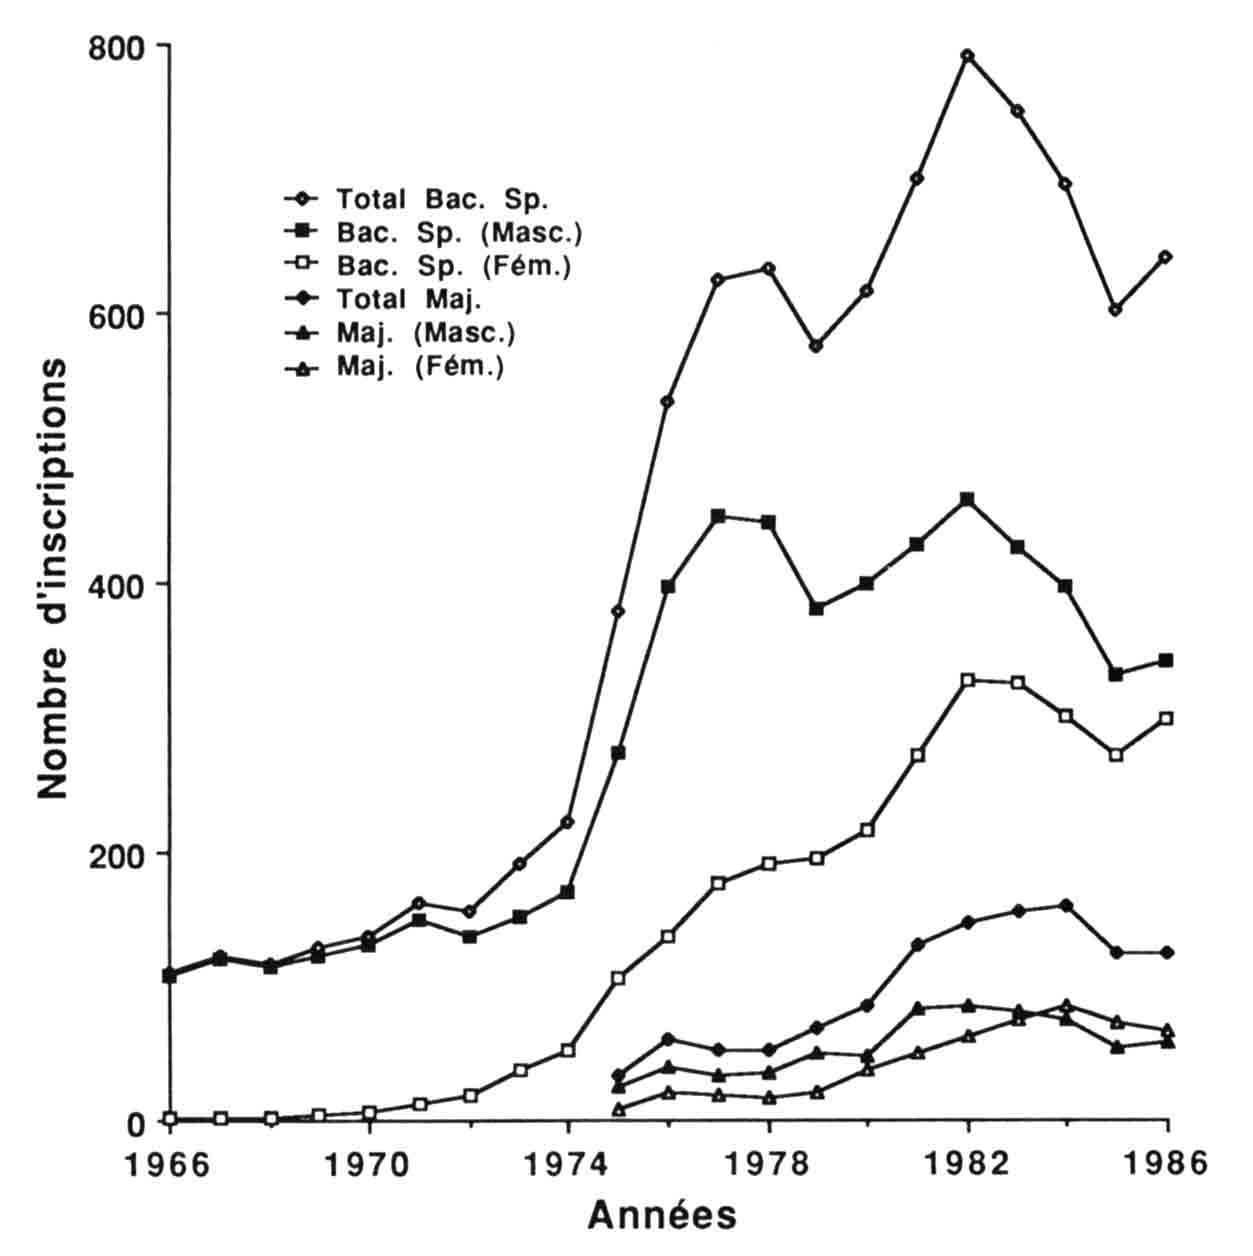 800
Total Bac. Sp.
Bac. Sp. (Masc.)
Bac. Sp. (Fém.)
600
Total Maj.
Maj. (Masc.)
Maj. (Fém.)
Nombre d'inscriptions
400
200
0
1966 1970 1974 1978 1982 1986
Années